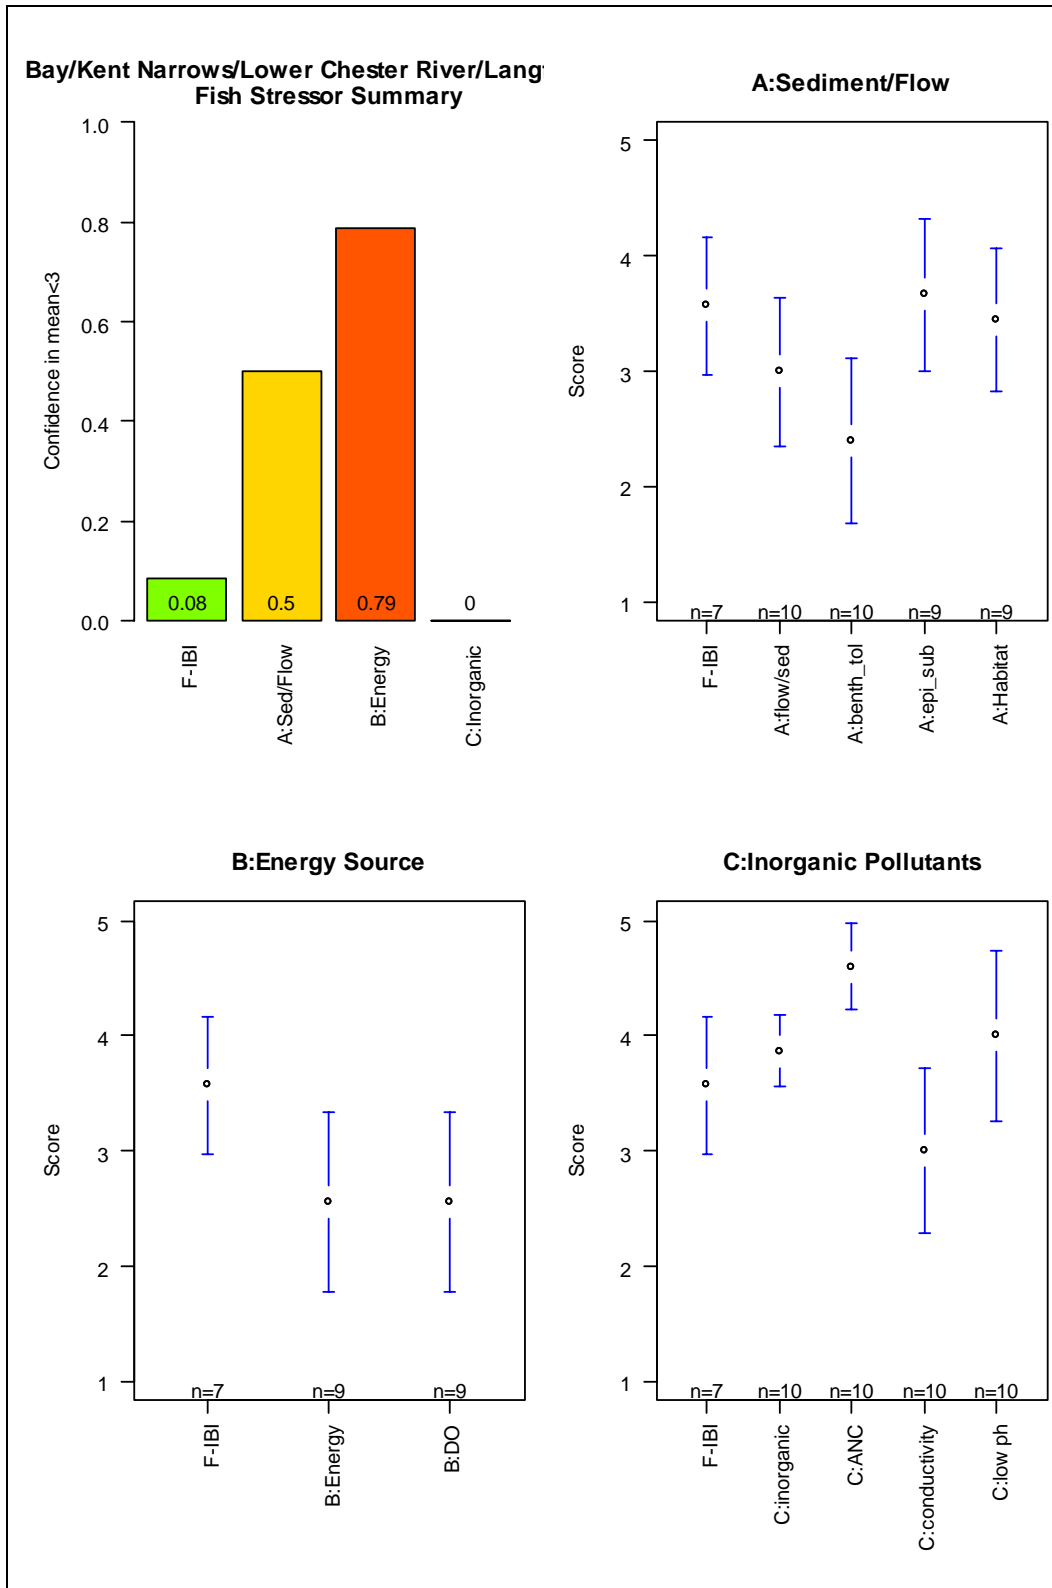 Bay/Kent Narrows/Lower Chester River/Lang
Fish Stressor Summary
Confidence in mean<3
1.0
0.8
0.6
0.4
0.2
0.0
0.08
0.5
0.79
0
F-IBI
A:Sed/Flow
B:Energy
C:Inorganic
A:Sediment/Flow
Score
5
4
3
2
1
n=7
n=10
n=10
n=9
n=9
F-IBI
A:flow/sed
A:benth_tol
A:epi_sub
A:Habitat
B:Energy Source
Score
5
4
3
2
1
n=7
n=9
n=9
F-IBI
B:Energy
B:DO
C:Inorganic Pollutants
Score
5
4
3
2
1
n=7
n=10
n=10
n=10
n=10
F-IBI
C:inorganic
C:ANC
C:conductivity
C:low ph